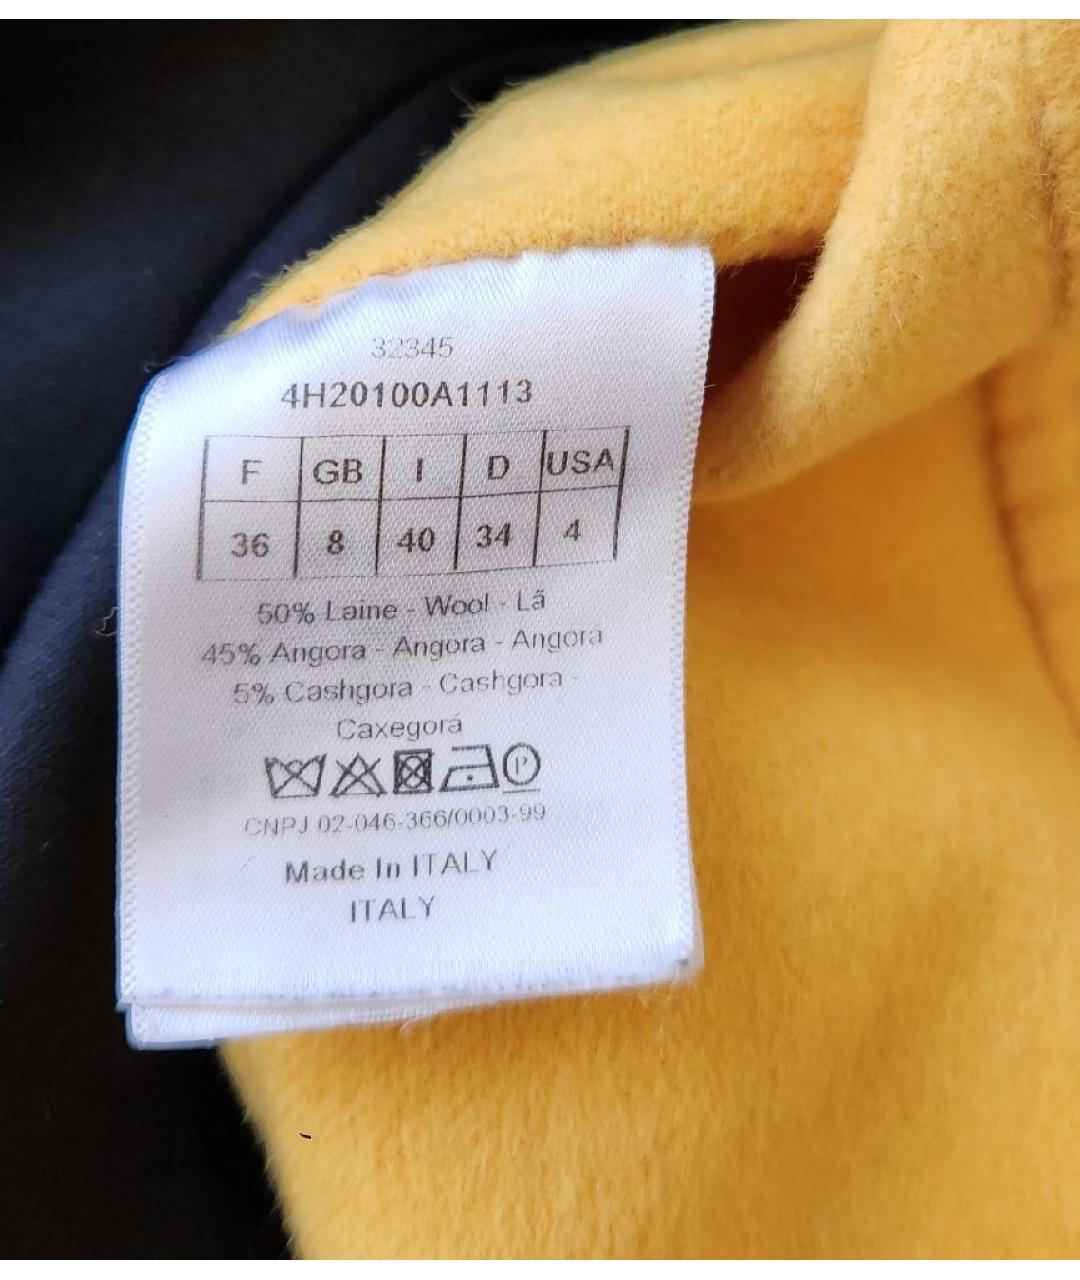 32345
4H20100A1113
F GB I D USA
36 8 40 34 4
50% Laine - Wool - Lã
45% Angora - Angora - Angora
5% Cashgora - Cashgora -
Caxegorá
P
CNPJ 02-046-366/0003-99
Made In ITALY
ITALY